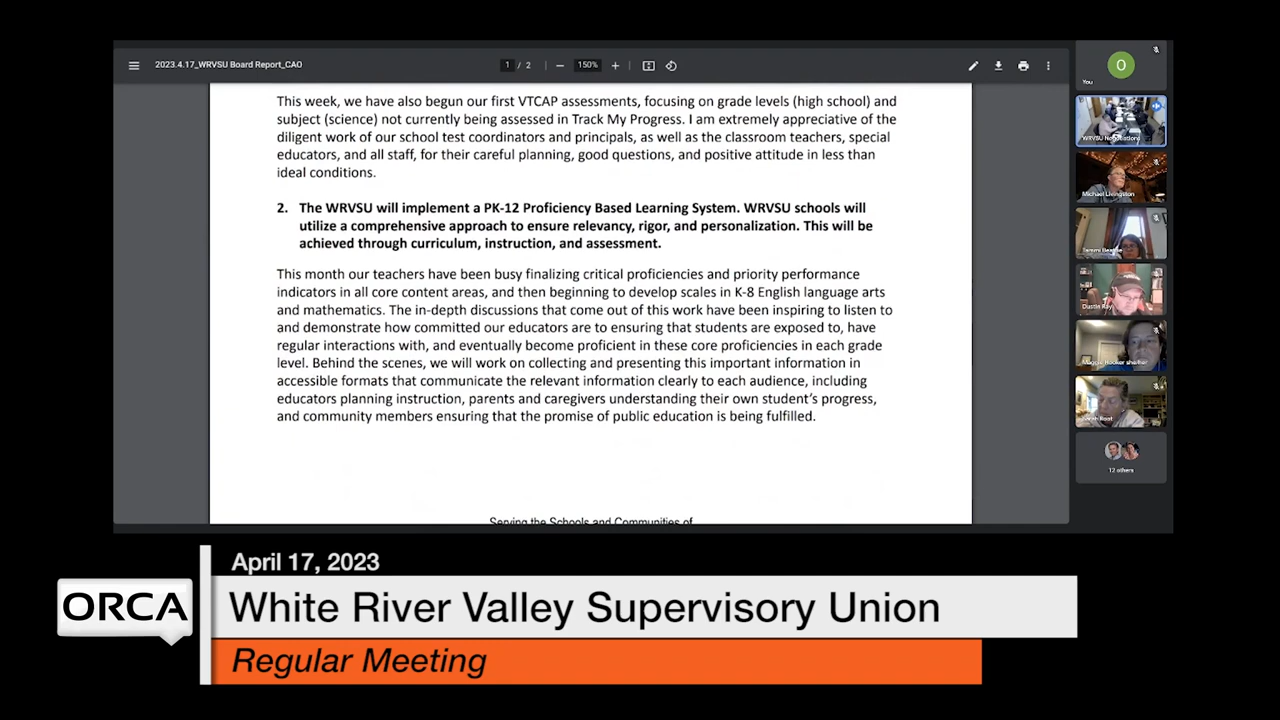 2023.4.17_WRVSU Board Report_CAO
1 / 2
150%
This week, we have also begun our first VTCAP assessments, focusing on grade levels (high school) and
subject (science) not currently being assessed in Track My Progress. I am extremely appreciative of the
diligent work of our school test coordinators and principals, as well as the classroom teachers, special
educators, and all staff, for their careful planning, good questions, and positive attitude in less than
ideal conditions.
2. The WRVSU will implement a PK-12 Proficiency Based Learning System. WRVSU schools will
utilize a comprehensive approach to ensure relevancy, rigor, and personalization. This will be
achieved through curriculum, instruction, and assessment.
This month our teachers have been busy finalizing critical proficiencies and priority performance
indicators in all core content areas, and then beginning to develop scales in K-8 English language arts
and mathematics. The in-depth discussions that come out of this work have been inspiring to listen to
and demonstrate how committed our educators are to ensuring that students are exposed to, have
regular interactions with, and eventually become proficient in these core proficiencies in each grade
level. Behind the scenes, we will work on collecting and presenting this important information in
accessible formats that communicate the relevant information clearly to each audience, including
educators planning instruction, parents and caregivers understanding their own student's progress,
and community members ensuring that the promise of public education is being fulfilled.
Serving the Schools and Communities of
O
You
WRVSU Negotiations
Michael Livingston
Dustin Ray
Sarah Root
12 others
April 17, 2023
ORCA
White River Valley Supervisory Union
Regular Meeting